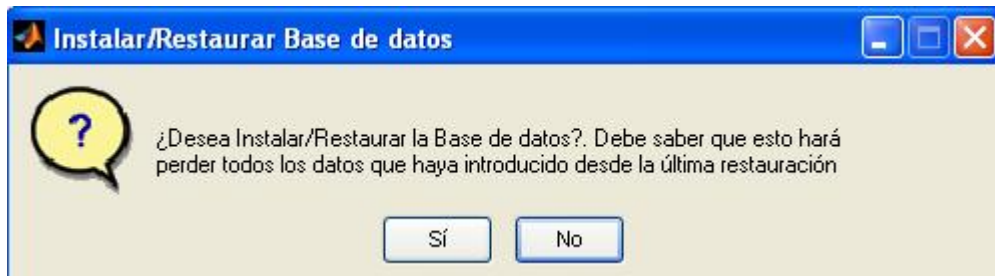 Instalar/Restaurar Base de datos
?
¿Desea Instalar/Restaurar la Base de datos?. Debe saber que esto hará
perder todos los datos que haya introducido desde la última restauración
Sí No